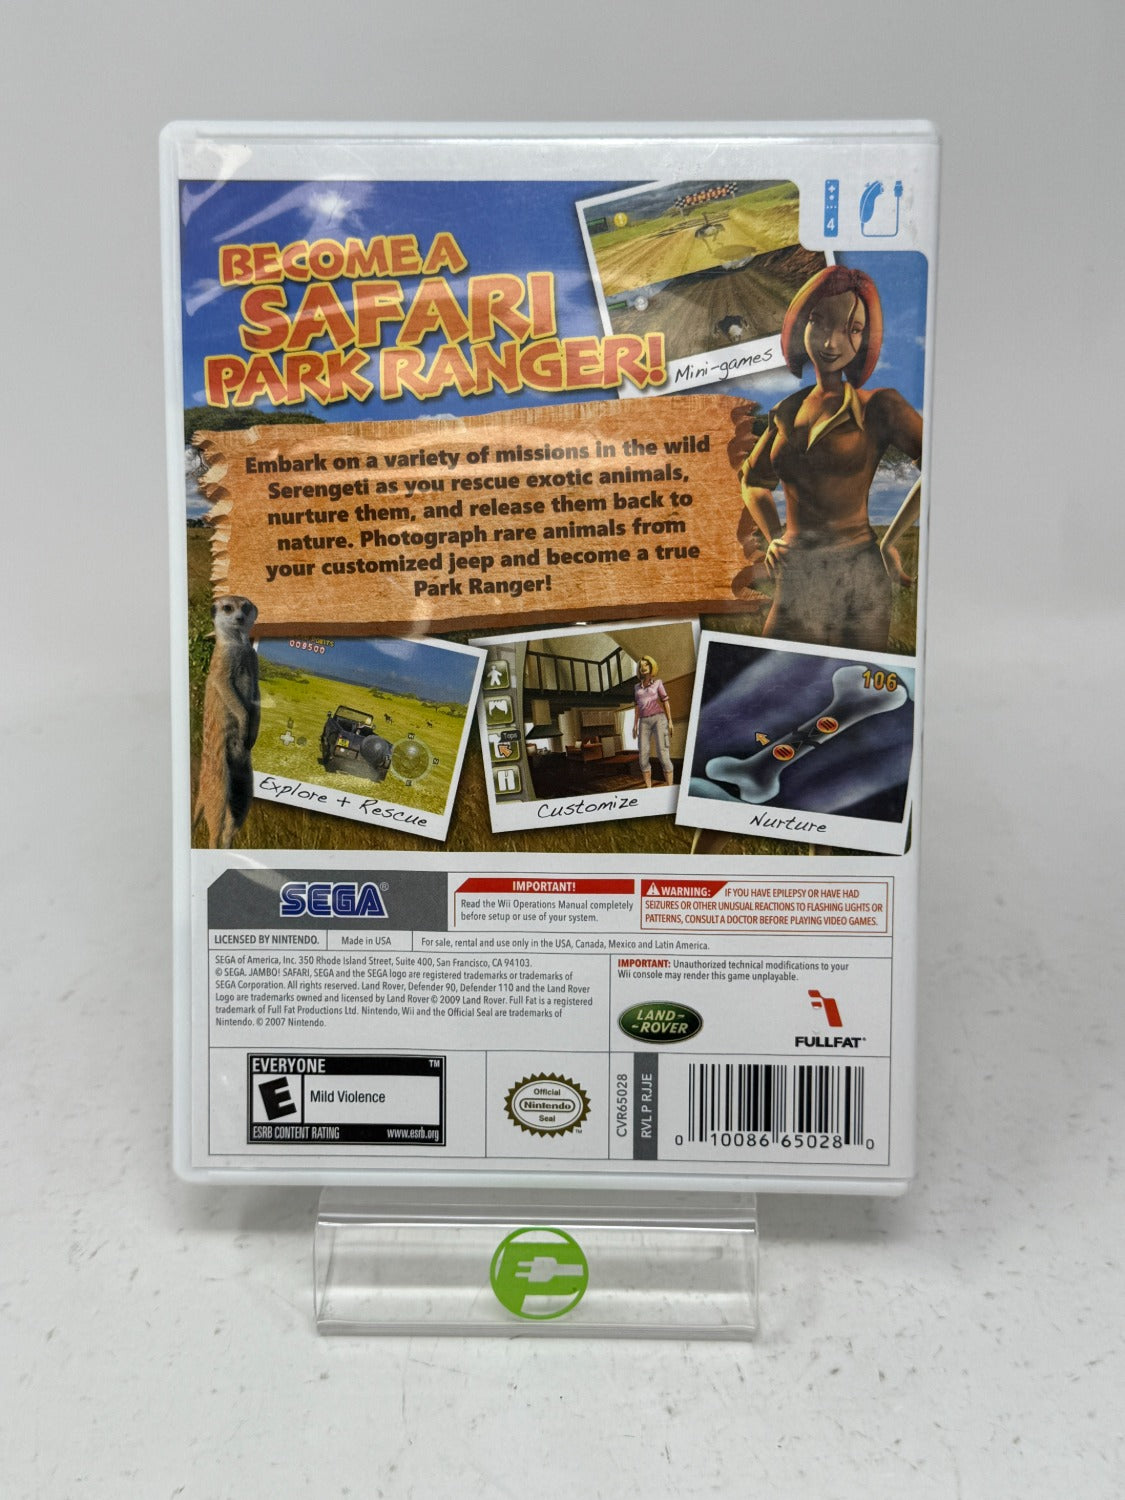 BECOME A
SAFARI
PARK RANGER!
4
Mini-games
Embark on a variety of missions in the wild
Serengeti as you rescue exotic animals,
nurture them, and release them back to
nature. Photograph rare animals from
your customized jeep and become a true
Park Ranger!
008500
Explore + Rescue
Tops
Customize
106
Nurture
SEGA®
IMPORTANT!
Read the Wii Operations Manual completely
before setup or use of your system.
WARNING: IF YOU HAVE EPILEPSY OR HAVE HAD
SEIZURES OR OTHER UNUSUAL REACTIONS TO FLASHING LIGHTS OR
PATTERNS, CONSULT A DOCTOR BEFORE PLAYING VIDEO GAMES.
LICENSED BY NINTENDO.
Made in USA
For sale, rental and use only in the USA, Canada, Mexico and Latin America.
SEGA of America, Inc. 350 Rhode Island Street, Suite 400, San Francisco, CA 94103.
© SEGA. JAMBO! SAFARI, SEGA and the SEGA logo are registered trademarks or trademarks of
SEGA Corporation. All rights reserved. Land Rover, Defender 90, Defender 110 and the Land Rover
Logo are trademarks owned and licensed by Land Rover © 2009 Land Rover. Full Fat is a registered
trademark of Full Fat Productions Ltd. Nintendo, Wii and the Official Seal are trademarks of
Nintendo. © 2007 Nintendo.
IMPORTANT: Unauthorized technical modifications to your
Wii console may render this game unplayable.
LAND-
-ROVER
FULLFAT®
EVERYONE ™
E
Mild Violence
ESRB CONTENT RATING www.esrb.org
Official
Nintendo
Seal
™
CVR65028
RVL P RJJE
0 10086 65028 0